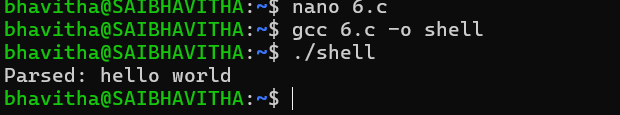 bhavitha@SAIBHAVITHA:~$ nano 6.c
bhavitha@SAIBHAVITHA:~$ gcc 6.c -o shell
bhavitha@SAIBHAVITHA:~$ ./shell
Parsed: hello world
bhavitha@SAIBHAVITHA:~$